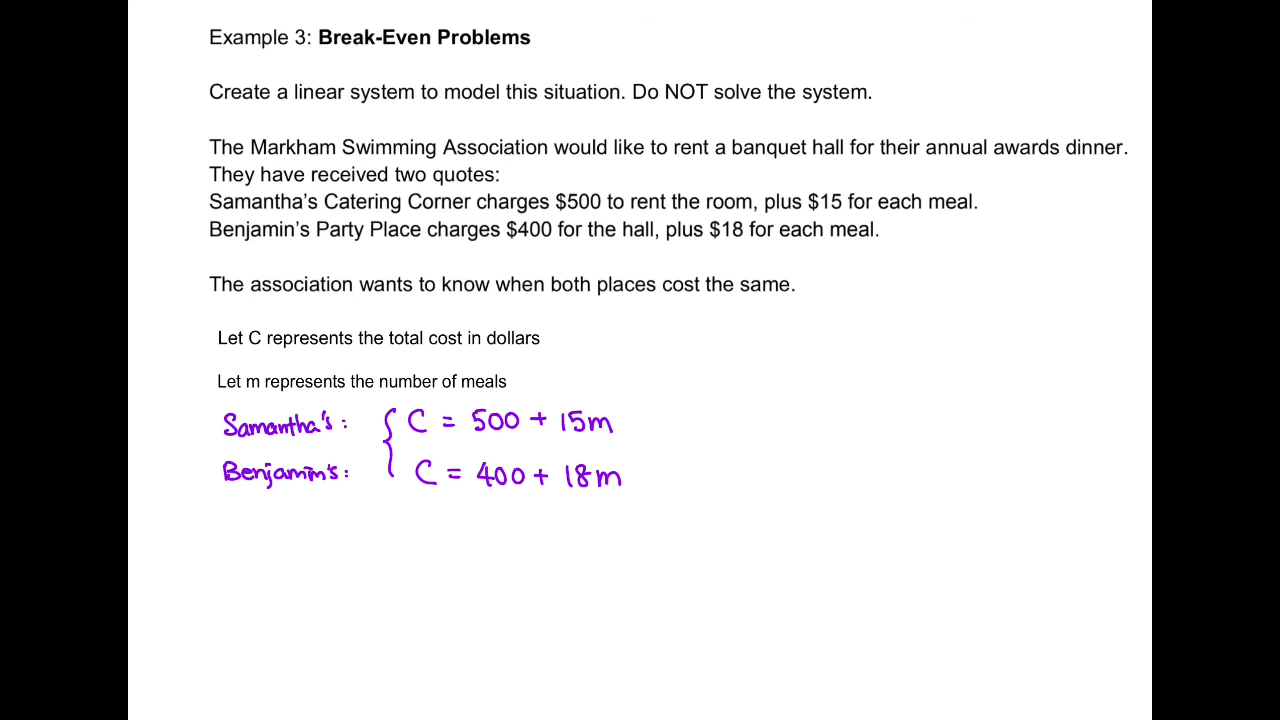 Example 3: Break-Even Problems
Create a linear system to model this situation. Do NOT solve the system.
The Markham Swimming Association would like to rent a banquet hall for their annual awards dinner.
They have received two quotes:
Samantha’s Catering Corner charges $500 to rent the room, plus $15 for each meal.
Benjamin’s Party Place charges $400 for the hall, plus $18 for each meal.
The association wants to know when both places cost the same.
Let C represents the total cost in dollars
Let m represents the number of meals
Samantha's: { C = 500 + 15m
Benjamin's: C = 400 + 18m